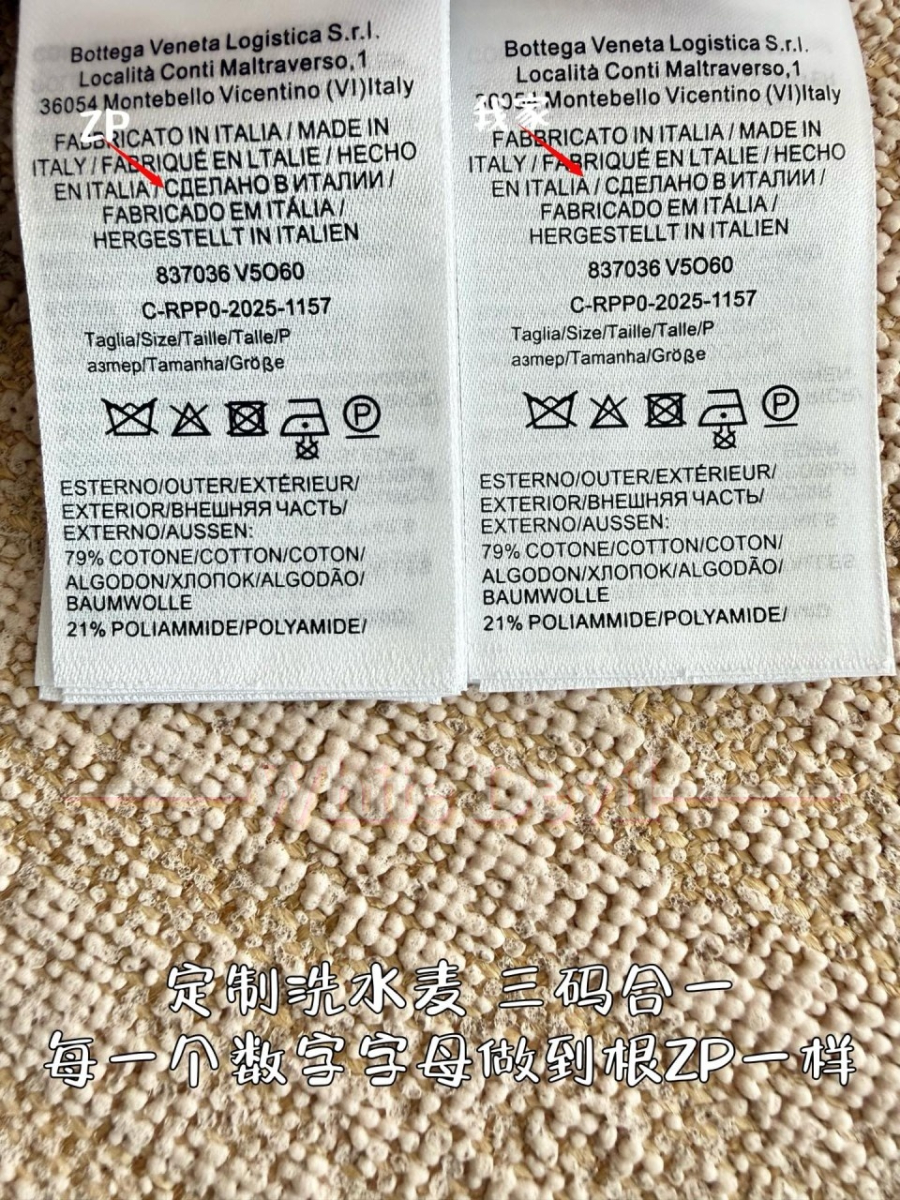 Bottega Veneta Logistica S.r.l.
Località Conti Maltraverso,1
36054 Montebello Vicentino (VI)Italy
ZP
FABBRICATO IN ITALIA / MADE IN
ITALY / FABRIQUÉ EN LTALIE / HECHO
EN ITALIA / СДЕЛАНО В ИТАЛИИ /
FABRICADO EM ITÁLIA /
HERGESTELLT IN ITALIEN
837036 V5O60
C-RPP0-2025-1157
Taglia/Size/Taille/Talle/P
азмер/Tamanha/Größe
P
ESTERNO/OUTER/EXTÉRIEUR/
EXTERIOR/ВНЕШНЯЯ ЧАСТЬ/
EXTERNO/AUSSEN:
79% COTONE/COTTON/COTON/
ALGODON/ХЛОПОК/ALGODÃO/
BAUMWOLLE
21% POLIAMMIDE/POLYAMIDE/
Bottega Veneta Logistica S.r.l.
Località Conti Maltraverso,1
Montebello Vicentino (VI)Italy
我家
FABBRICATO IN ITALIA / MADE IN
ITALY / FABRIQUÉ EN LTALIE / HECHO
EN ITALIA / СДЕЛАНО В ИТАЛИИ /
FABRICADO EM ITÁLIA /
HERGESTELLT IN ITALIEN
837036 V5O60
C-RPP0-2025-1157
Taglia/Size/Taille/Talle/P
азмер/Tamanha/Größe
P
ESTERNO/OUTER/EXTÉRIEUR/
EXTERIOR/ВНЕШНЯЯ ЧАСТЬ/
EXTERNO/AUSSEN:
79% COTONE/COTTON/COTON/
ALGODON/ХЛОПОК/ALGODÃO/
BAUMWOLLE
21% POLIAMMIDE/POLYAMIDE/
定制洗水麦 三码合一
每一个数字字母做到根ZP一样